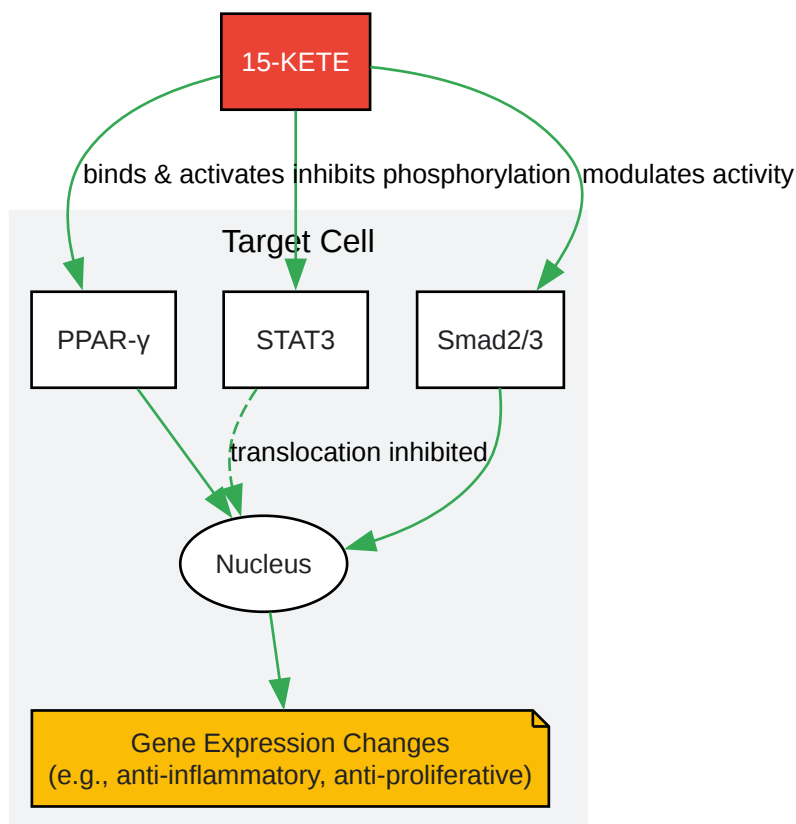 15-KETE
binds & activates
inhibits phosphorylation
modulates activity
Target Cell
PPAR-γ
STAT3
Smad2/3
translocation inhibited
Nucleus
Gene Expression Changes
(e.g., anti-inflammatory, anti-proliferative)